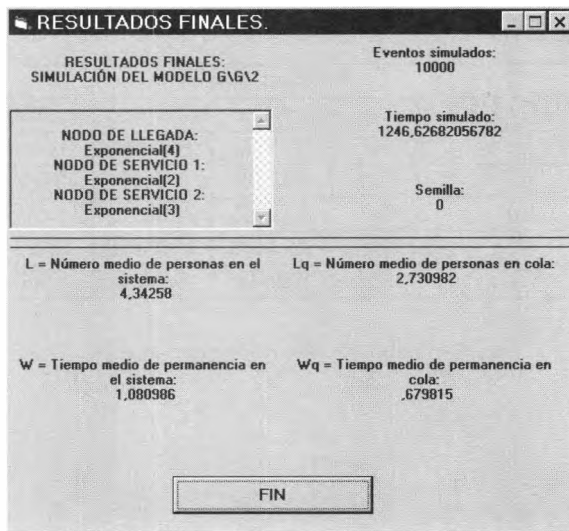 RESULTADOS FINALES.
RESULTADOS FINALES:
SIMULACIÓN DEL MODELO G\G\2
Eventos simulados:
10000
NODO DE LLEGADA:
Exponencial(4)
NODO DE SERVICIO 1:
Exponencial(2)
NODO DE SERVICIO 2:
Exponencial(3)
Tiempo simulado:
1246,62682056782
Semilla:
0
L = Número medio de personas en el
sistema:
4,34258
Lq = Número medio de personas en cola:
2,730982
W = Tiempo medio de permanencia en
el sistema:
1,080986
Wq = Tiempo medio de permanencia en
cola:
,679815
FIN